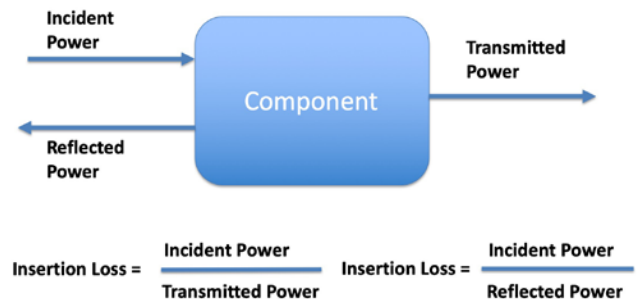 Incident
Power
Transmitted
Power
Component
Reflected
Power
Insertion Loss = Incident Power
Transmitted Power
Insertion Loss = Incident Power
Reflected Power